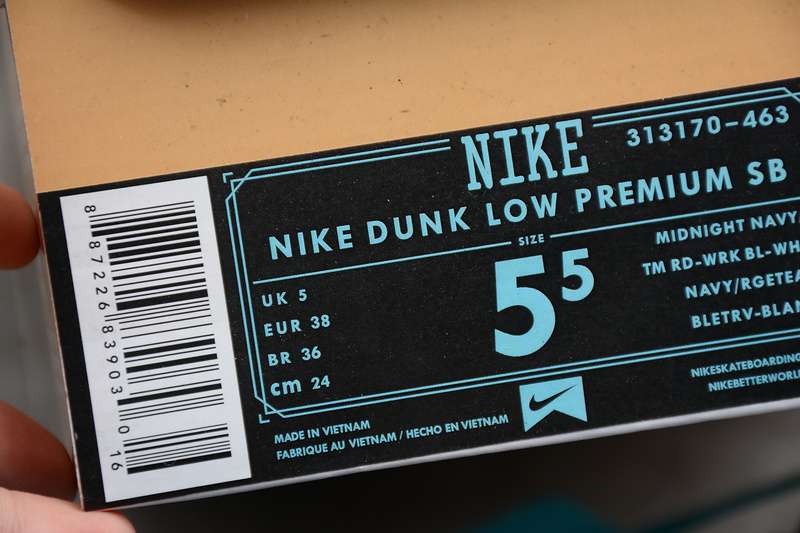 NIKE
313170-463
NIKE DUNK LOW PREMIUM SB
SIZE
5 5
UK 5
EUR 38
BR 36
cm 24
MIDNIGHT NAVY/
TM RD-WRK BL-WH
NAVY/RGETEA
BLETRV-BLAN
NIKESKATEBOARDING
NIKEBETTERWORL
MADE IN VIETNAM
FABRIQUE AU VIETNAM / HECHO EN VIETNAM
8 87226 83903 0 16